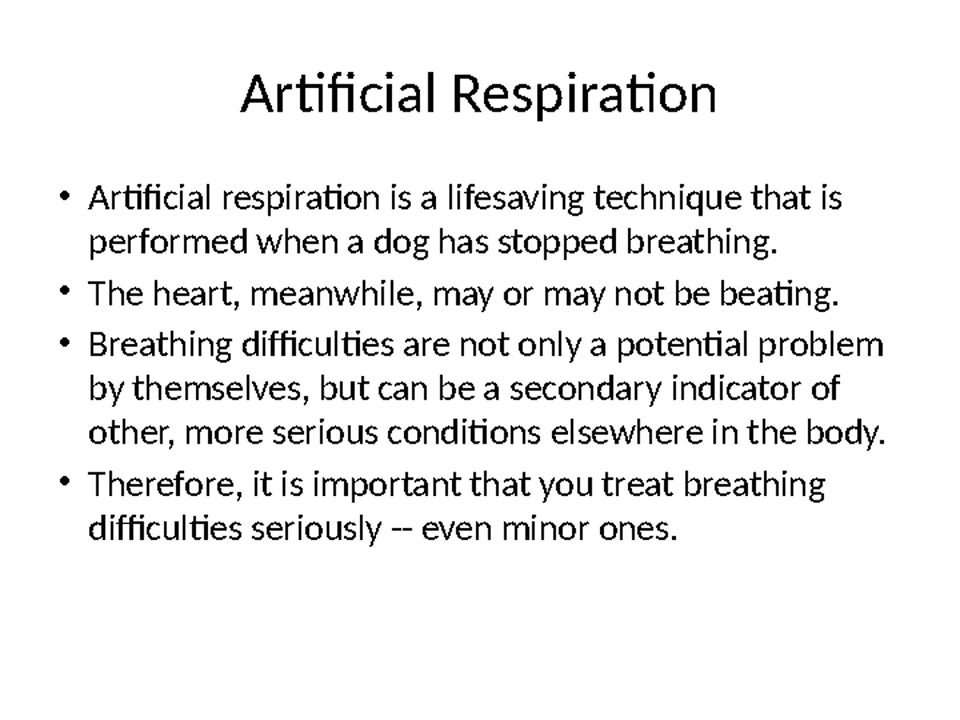 Artificial Respiration
• Artificial respiration is a lifesaving technique that is
performed when a dog has stopped breathing.
• The heart, meanwhile, may or may not be beating.
• Breathing difficulties are not only a potential problem
by themselves, but can be a secondary indicator of
other, more serious conditions elsewhere in the body.
• Therefore, it is important that you treat breathing
difficulties seriously -- even minor ones.